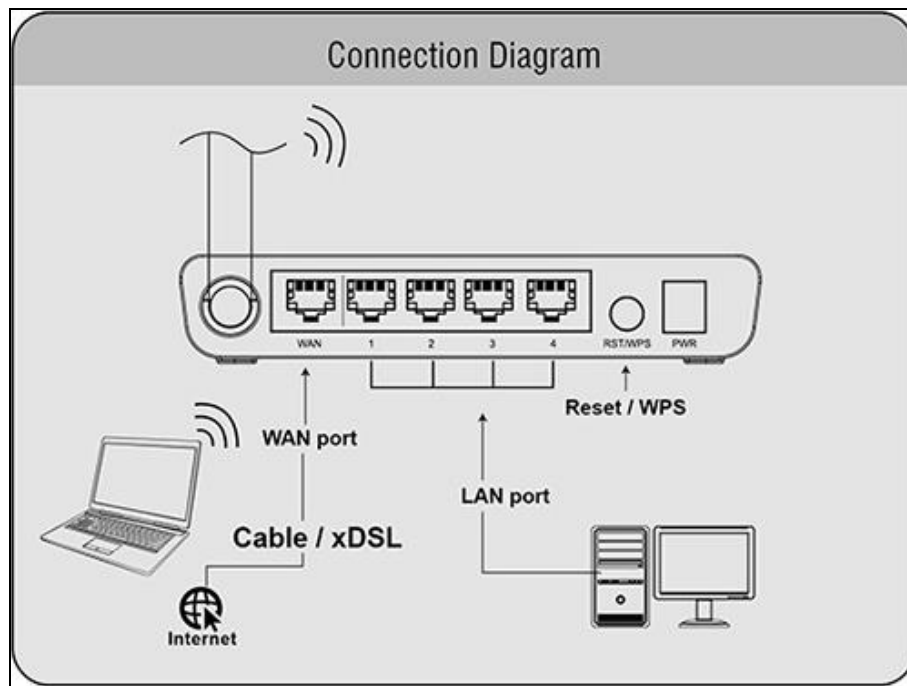 Connection Diagram
WAN 1 2 3 4 RST/WPS PWR
Reset / WPS
WAN port
LAN port
Cable / xDSL
Internet